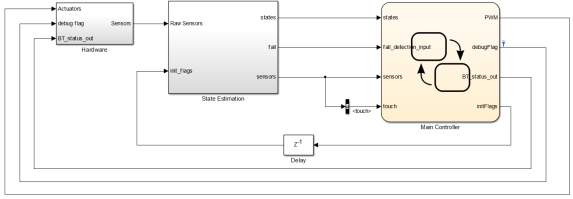 Actuators
debug flag
BT_status_out
Sensors
Hardware
Raw Sensors
init_flags
states
fall
sensors
State Estimation
<touch>
states
fall_detection_input
sensors
touch
PWM
debugFlag
BT_status_out
initFlags
Main Controller
Z-1
Delay